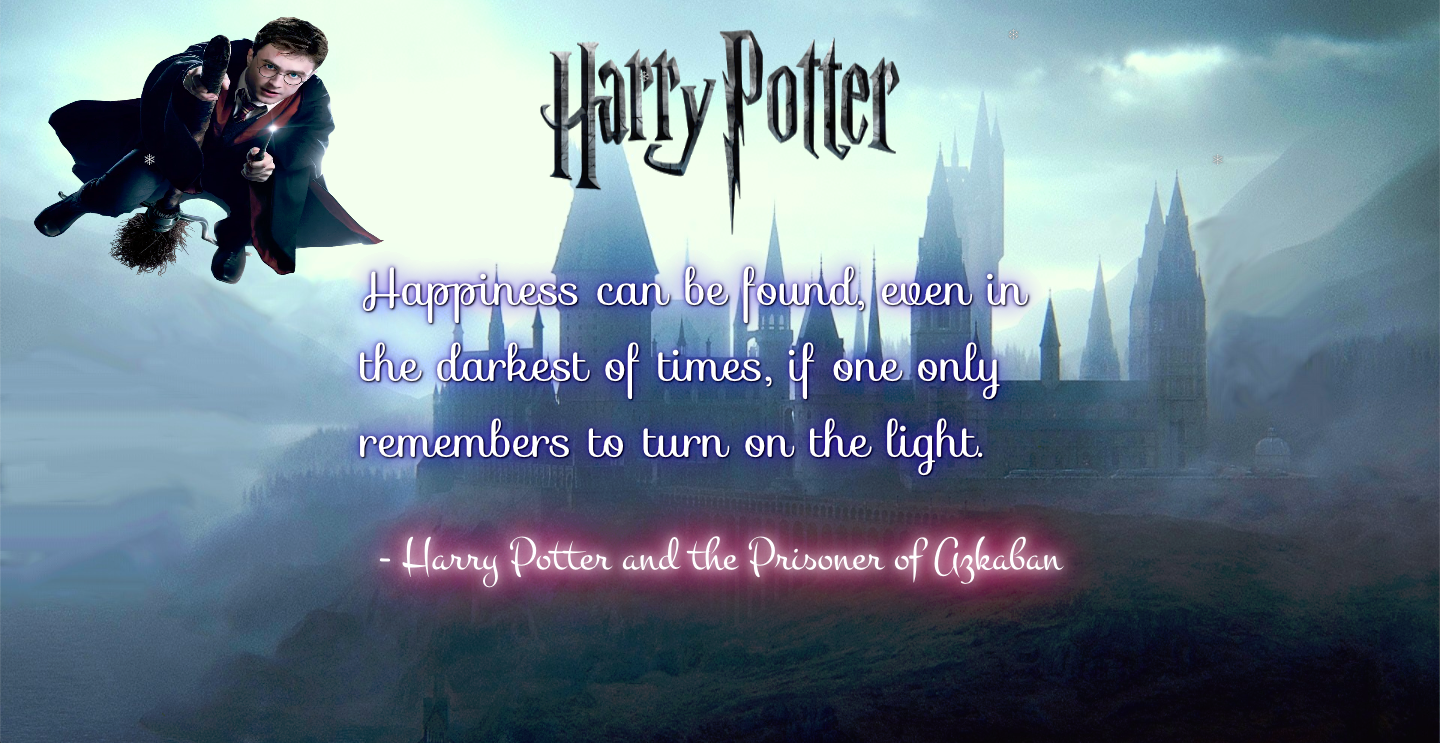 Harry Potter
Happiness can be found, even in
the darkest of times, if one only
remembers to turn on the light.
- Harry Potter and the Prisoner of Azkaban